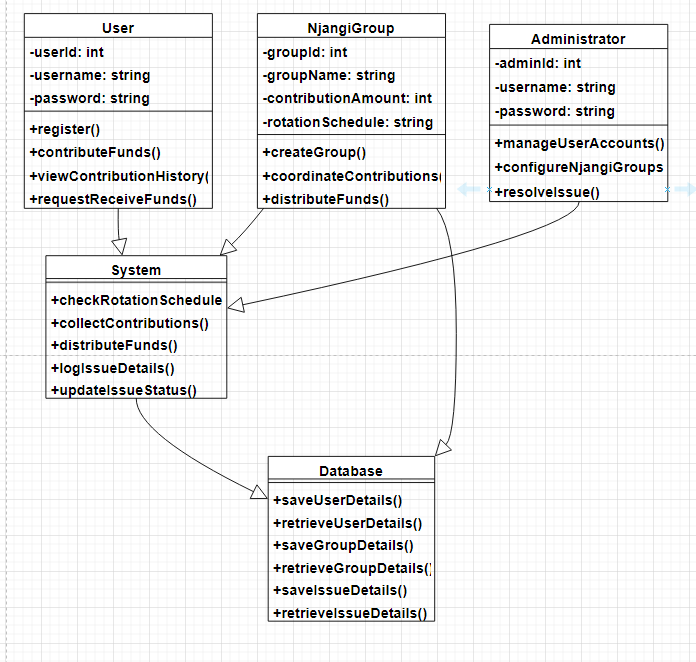 User
-userId: int
-username: string
-password: string
+register()
+contributeFunds()
+viewContributionHistory(
+requestReceiveFunds()
NjangiGroup
-groupId: int
-groupName: string
-contributionAmount: int
-rotationSchedule: string
+createGroup()
+coordinateContributions(
+distributeFunds()
Administrator
-adminId: int
-username: string
-password: string
+manageUserAccounts()
+configureNjangiGroups
+resolveIssue()
System
+checkRotationSchedule
+collectContributions()
+distributeFunds()
+logIssueDetails()
+updateIssueStatus()
Database
+saveUserDetails()
+retrieveUserDetails()
+saveGroupDetails()
+retrieveGroupDetails()
+saveIssueDetails()
+retrieveIssueDetails()